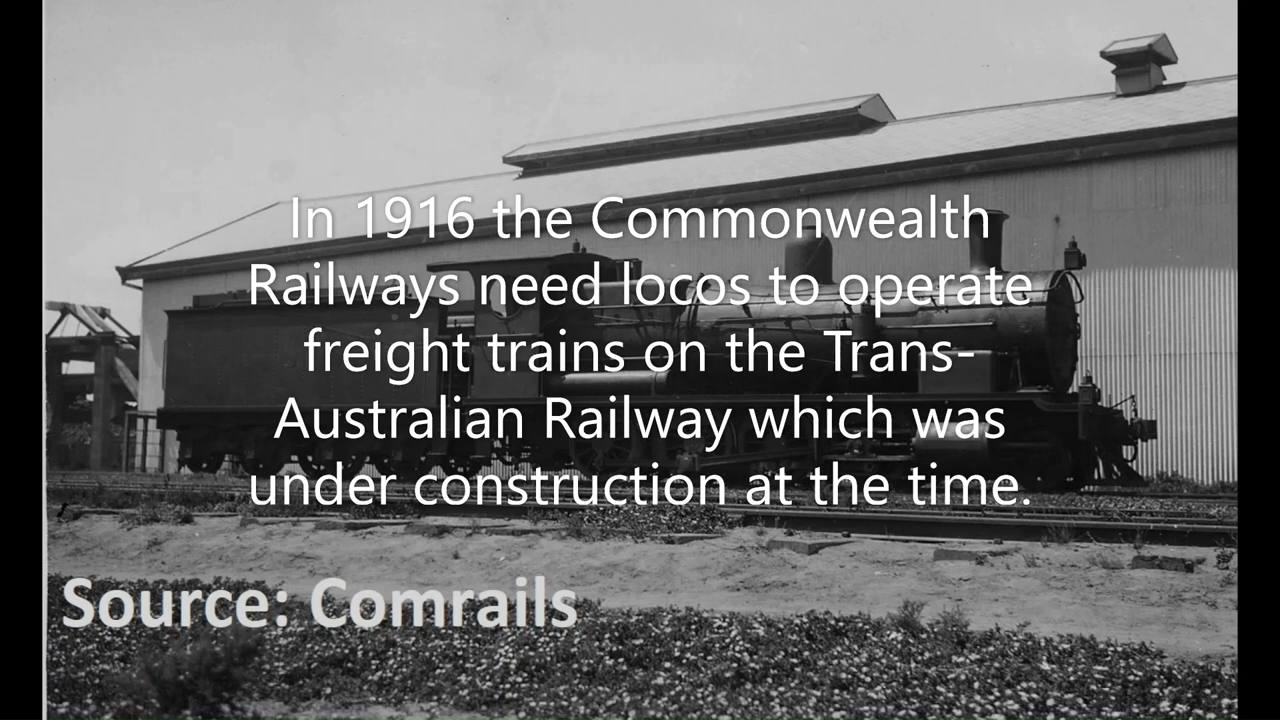 In 1916 the Commonwealth
Railways need locos to operate
freight trains on the Trans-
Australian Railway which was
under construction at the time.
Source: Comrails